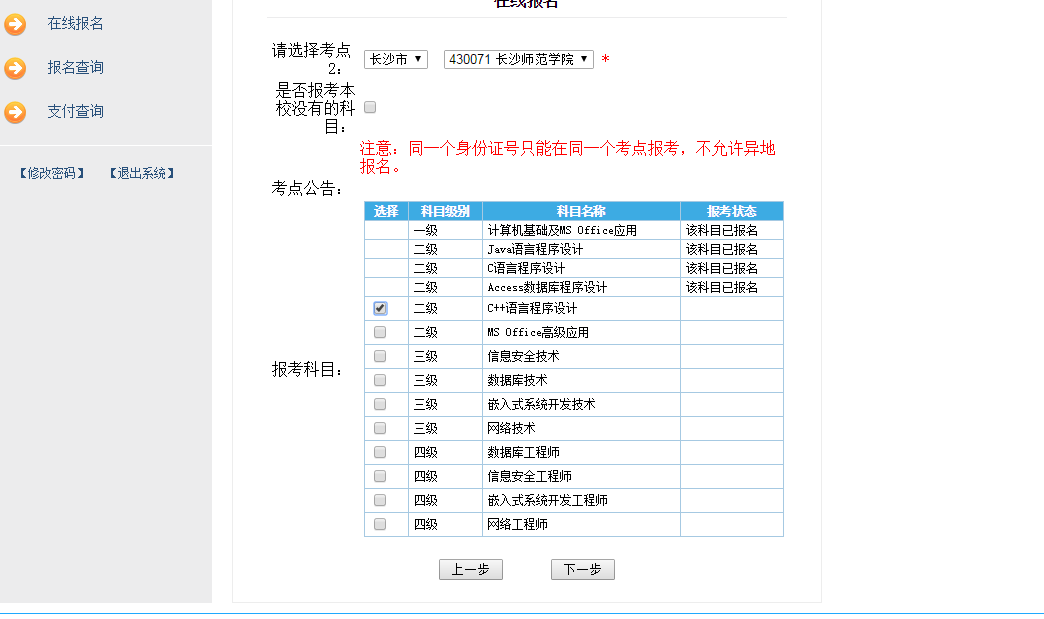 在线报名
在线报名
报名查询
支付查询
【修改密码】 【退出系统】
请选择考点
2：
长沙市 430071 长沙师范学院 *
是否报考本
校没有的科
目：
注意：同一个身份证号只能在同一个考点报考，不允许异地
报名。
考点公告：
报考科目：
选择 科目级别 科目名称 报考状态
一级 计算机基础及MS Office应用 该科目已报名
二级 Java语言程序设计 该科目已报名
二级 C语言程序设计 该科目已报名
二级 Access数据库程序设计 该科目已报名
二级 C++语言程序设计
二级 MS Office高级应用
三级 信息安全技术
三级 数据库技术
三级 嵌入式系统开发技术
三级 网络技术
四级 数据库工程师
四级 信息安全工程师
四级 嵌入式系统开发工程师
四级 网络工程师
上一步 下一步